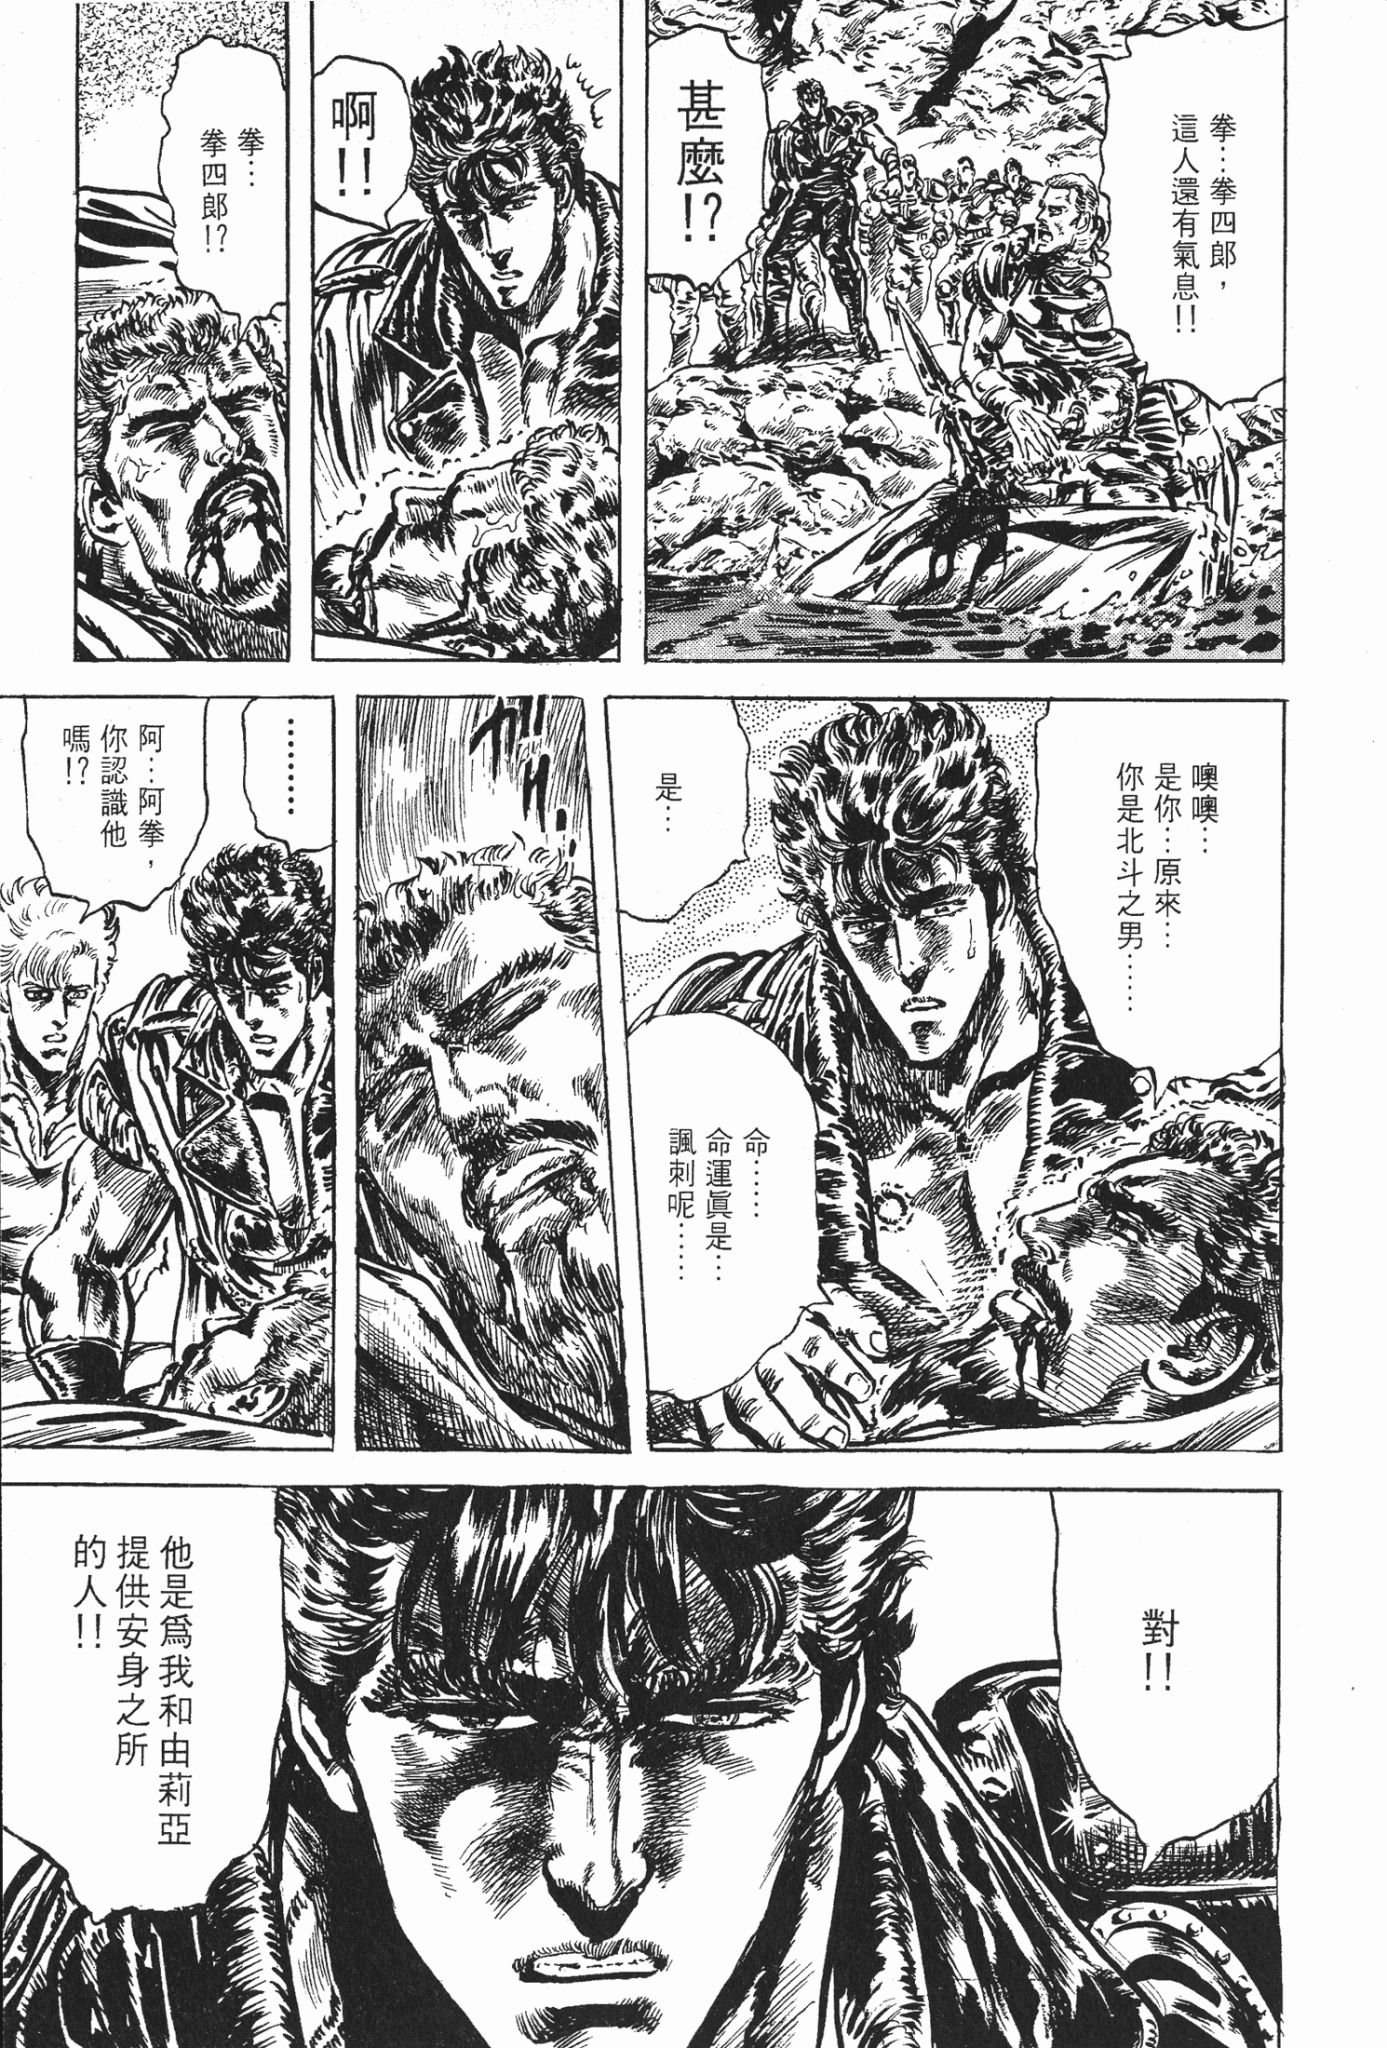 拳…拳四郎，
這人還有氣息!!
甚麼!?
啊!!
拳…
拳四郎!?
噢噢…
是你…原來…
你是北斗之男……
是…
命……
命運眞是…
諷刺呢……
ガッ
………
阿…阿拳，
你認識他
嗎!?
對!!
他是爲我和由莉亞
提供安身之所
的人!!